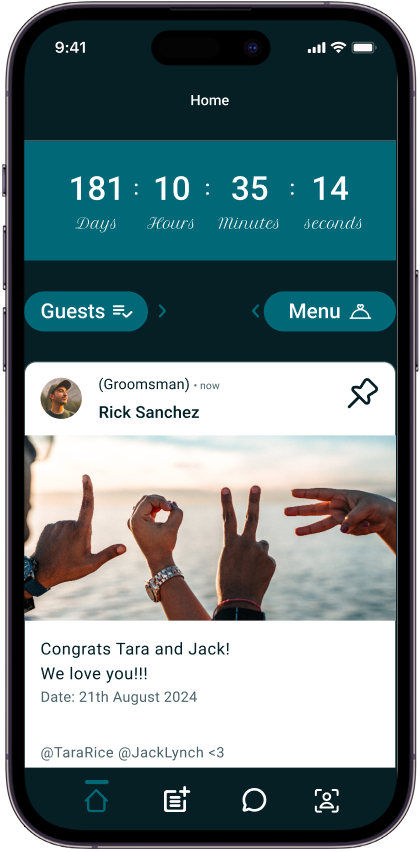 9:41
Home
181 : 10 : 35 : 14
Days Hours Minutes seconds
Guests Menu
(Groomsman) • now
Rick Sanchez
Congrats Tara and Jack!
We love you!!!
Date: 21th August 2024
@TaraRice @JackLynch <3